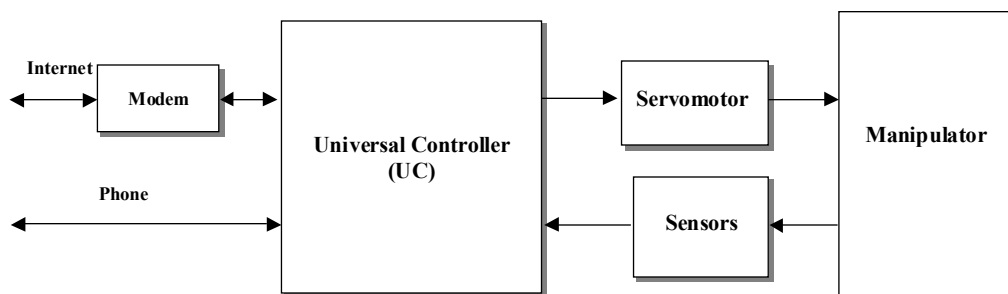 Internet
Modem
Phone
Universal Controller
(UC)
Servomotor
Sensors
Manipulator